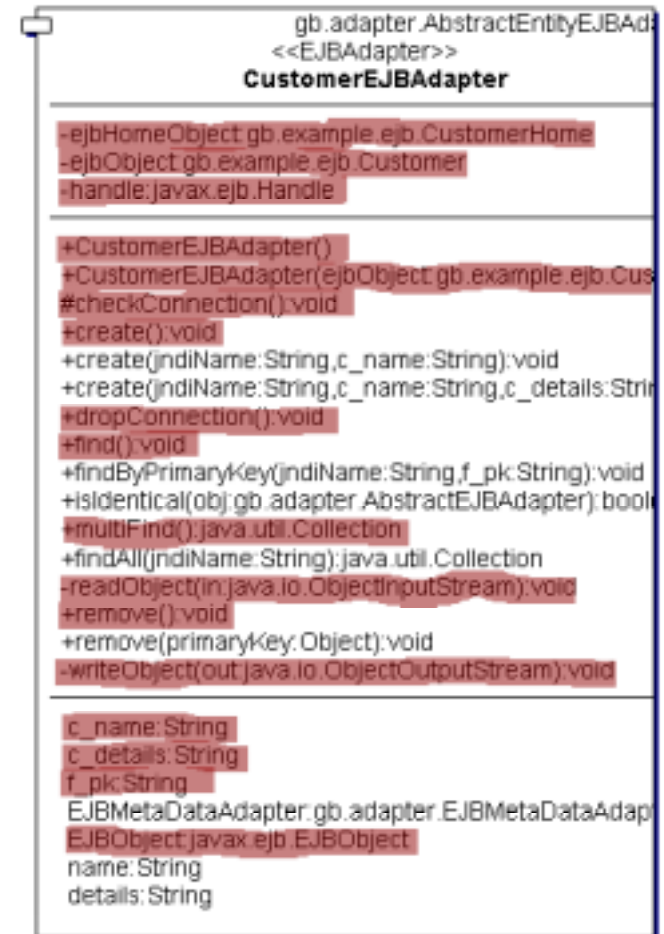 gb.adapter.AbstractEntityEJBAd
<<EJBAdapter>>
CustomerEJBAdapter
-ejbHomeObject:gb.example.ejb.CustomerHome
-ejbObject:gb.example.ejb.Customer
-handle:javax.ejb.Handle
+CustomerEJBAdapter()
+CustomerEJBAdapter(ejbObject:gb.example.ejb.Cus
#checkConnection():void
+create():void
+create(jndiName:String,c_name:String):void
+create(jndiName:String,c_name:String,c_details:Strin
+dropConnection():void
+find():void
+findByPrimaryKey(jndiName:String,f_pk:String):void
+isIdentical(obj:gb.adapter.AbstractEJBAdapter):boole
+multiFind():java.util.Collection
+findAll(jndiName:String):java.util.Collection
-readObject(in:java.io.ObjectInputStream):void
+remove():void
+remove(primaryKey:Object):void
-writeObject(out:java.io.ObjectOutputStream):void
c_name:String
c_details:String
f_pk:String
EJBMetaDataAdapter:gb.adapter.EJBMetaDataAdap
EJBObject:javax.ejb.EJBObject
name:String
details:String